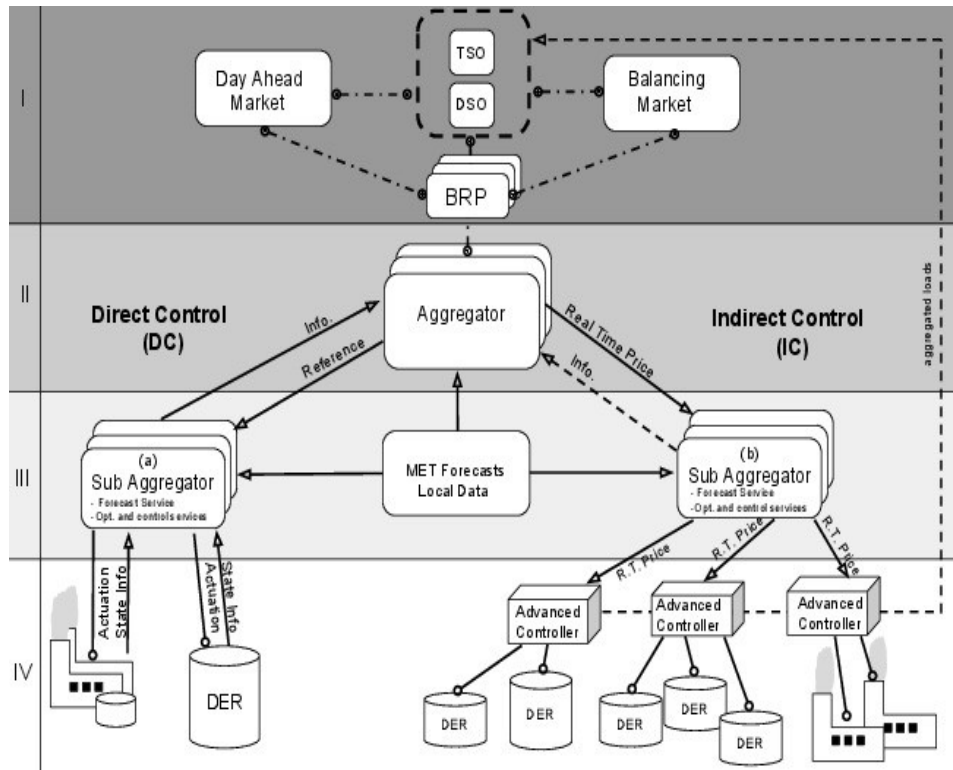 I
TSO
Day Ahead
Market
DSO
Balancing
Market
BRP
II
Direct Control
(DC)
Info.
Reference
Aggregator
Real Time Price
Info.
Indirect Control
(IC)
aggregated loads
III
(a)
Sub Aggregator
- Forecast Service
- Opt. and control services
MET Forecasts
Local Data
(b)
Sub Aggregator
- Forecast Service
-Opt. and control services
R.T. Price
R.T. Price
R.T. Price
IV
Actuation
State Info
Actuation
State Info
DER
Advanced
Controller
Advanced
Controller
Advanced
Controller
DER
DER
DER
DER
DER